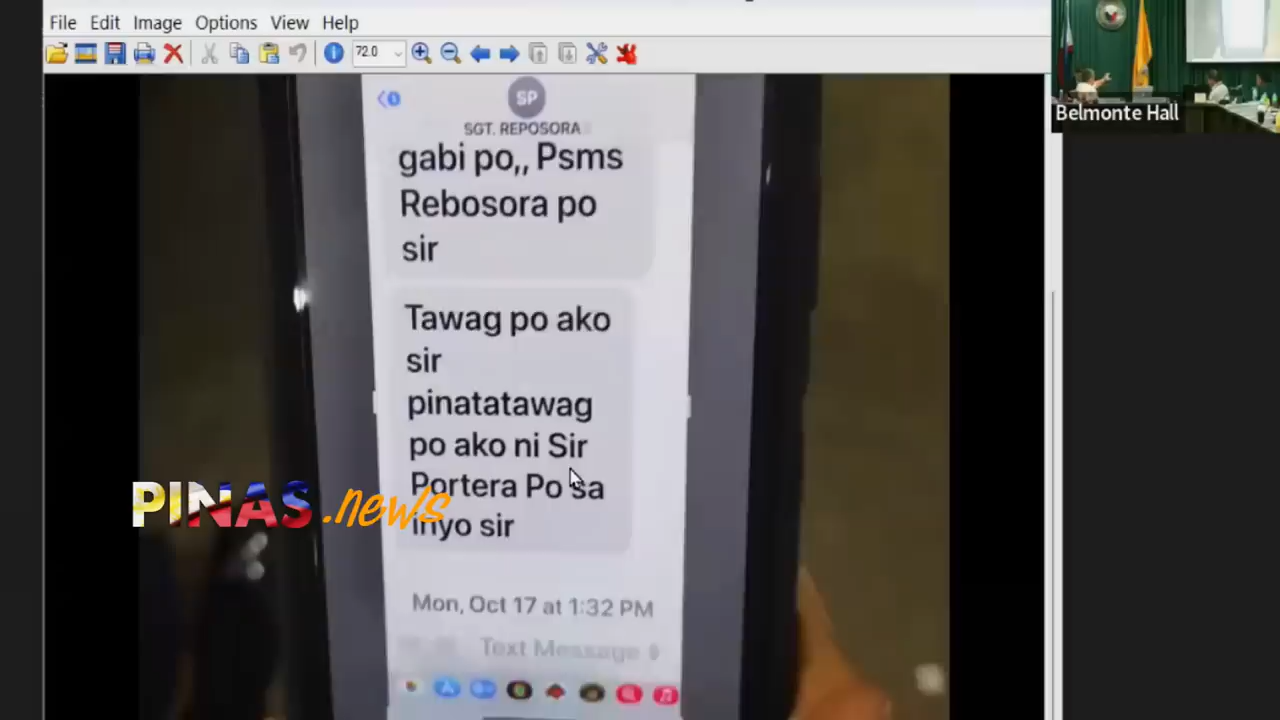 File Edit Image Options View Help
72.0
Belmonte Hall
SP
SGT. REPOSORA
gabi po,, Psms
Rebosora po
sir
Tawag po ako
sir
pinatatawag
po ako ni Sir
Portera Po sa
inyo sir
PINAS.news
Mon, Oct 17 at 1:32 PM
Text Message